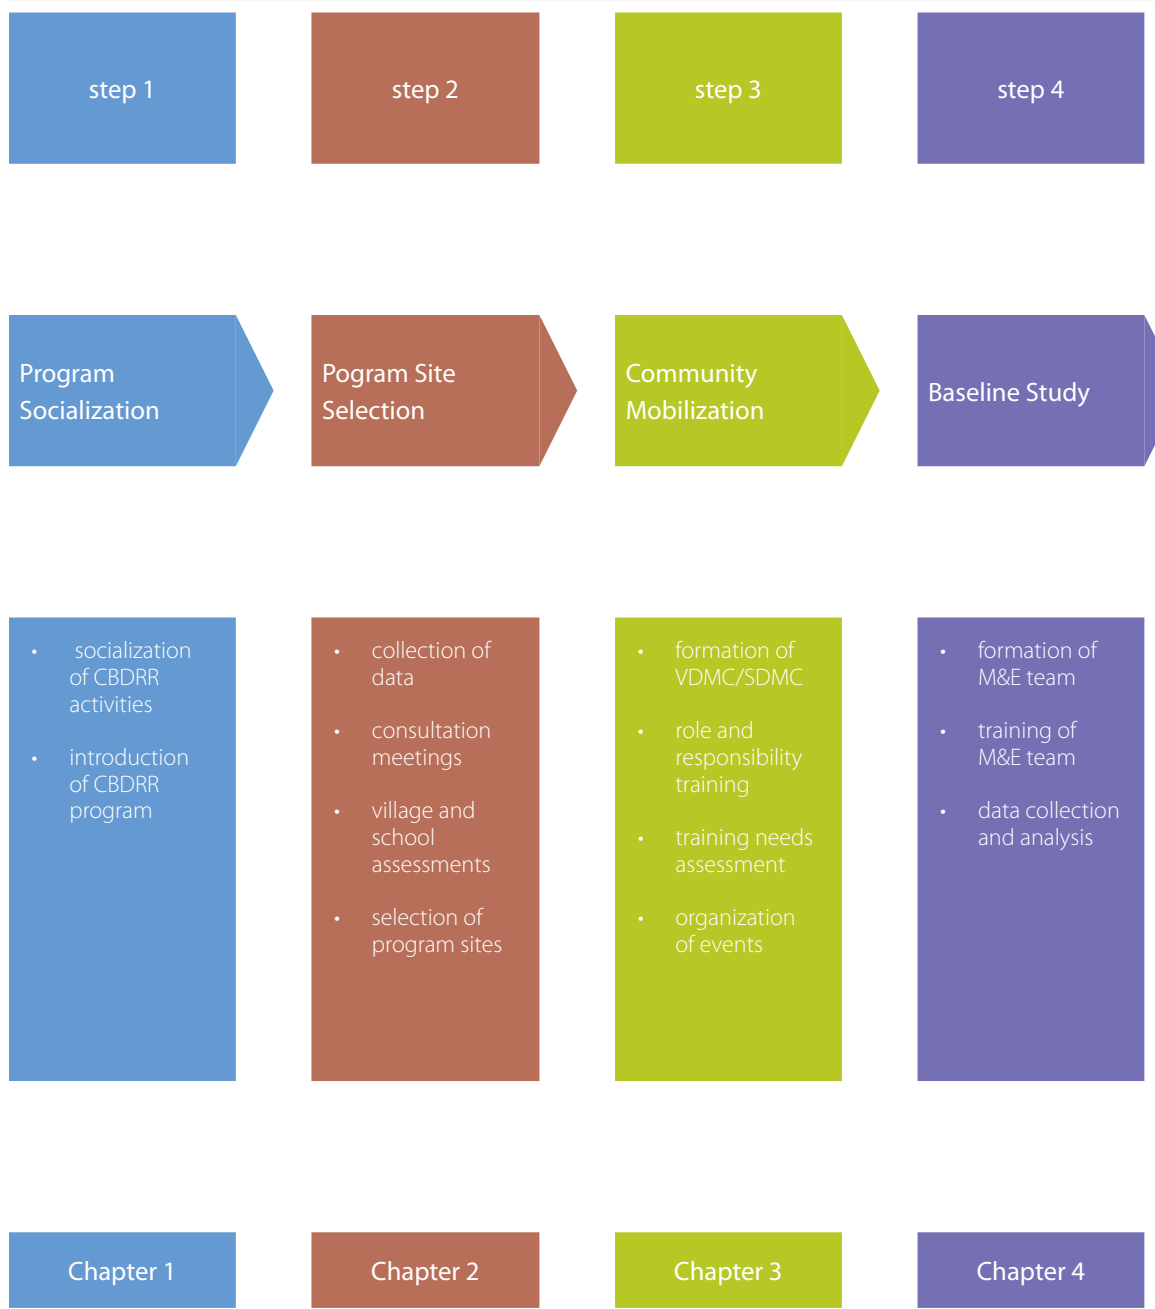 step 1
step 2
step 3
step 4
Program
Socialization
Pogram Site
Selection
Community
Mobilization
Baseline Study
• socialization
of CBDRR
activities
• introduction
of CBDRR
program
• collection of
data
• consultation
meetings
• village and
school
assessments
• selection of
program sites
• formation of
VDMC/SDMC
• role and
responsibility
training
• training needs
assessment
• organization
of events
• formation of
M&E team
• training of
M&E team
• data collection
and analysis
Chapter 1
Chapter 2
Chapter 3
Chapter 4